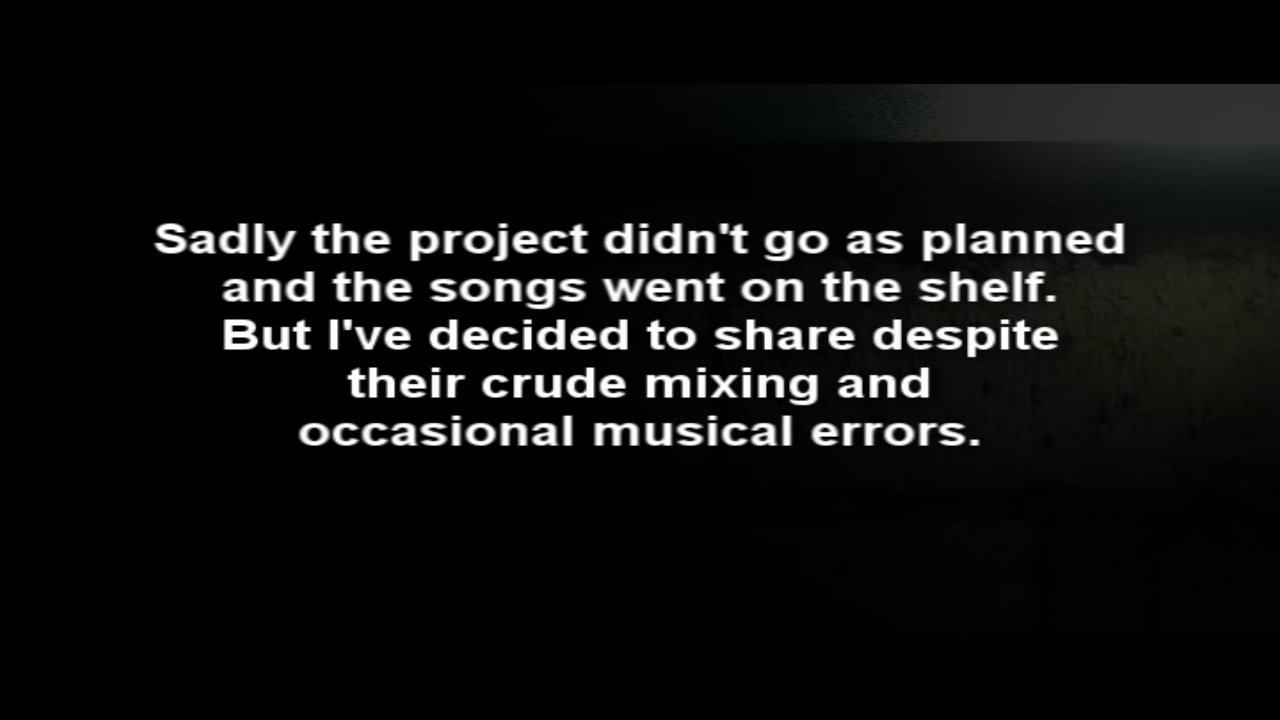 Sadly the project didn't go as planned
and the songs went on the shelf.
But I've decided to share despite
their crude mixing and
occasional musical errors.